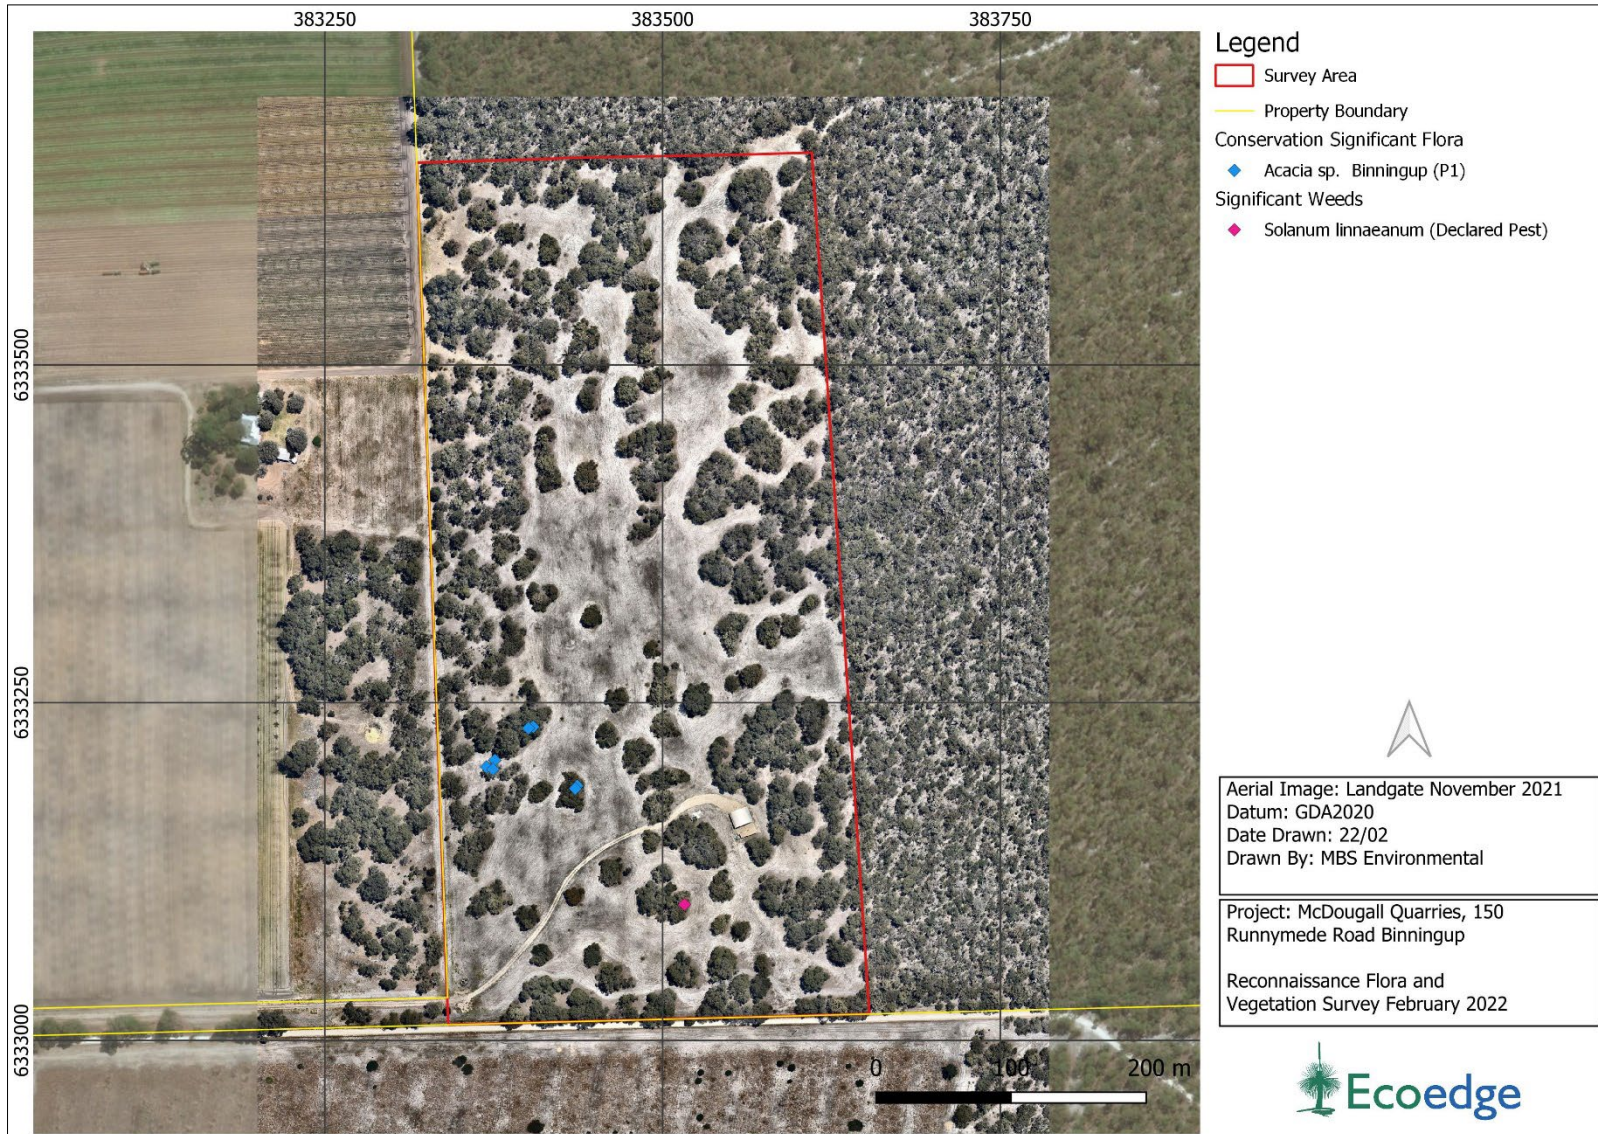 383250
383500
383750
6333500
6333250
6333000
0
100
200 m
Legend
Survey Area
Property Boundary
Conservation Significant Flora
Acacia sp.  Binningup (P1)
Significant Weeds
Solanum linnaeanum (Declared Pest)
Aerial Image: Landgate November 2021
Datum: GDA2020
Date Drawn: 22/02
Drawn By: MBS Environmental
Project: McDougall Quarries, 150
Runnymede Road Binningup
Reconnaissance Flora and
Vegetation Survey February 2022
Ecoedge